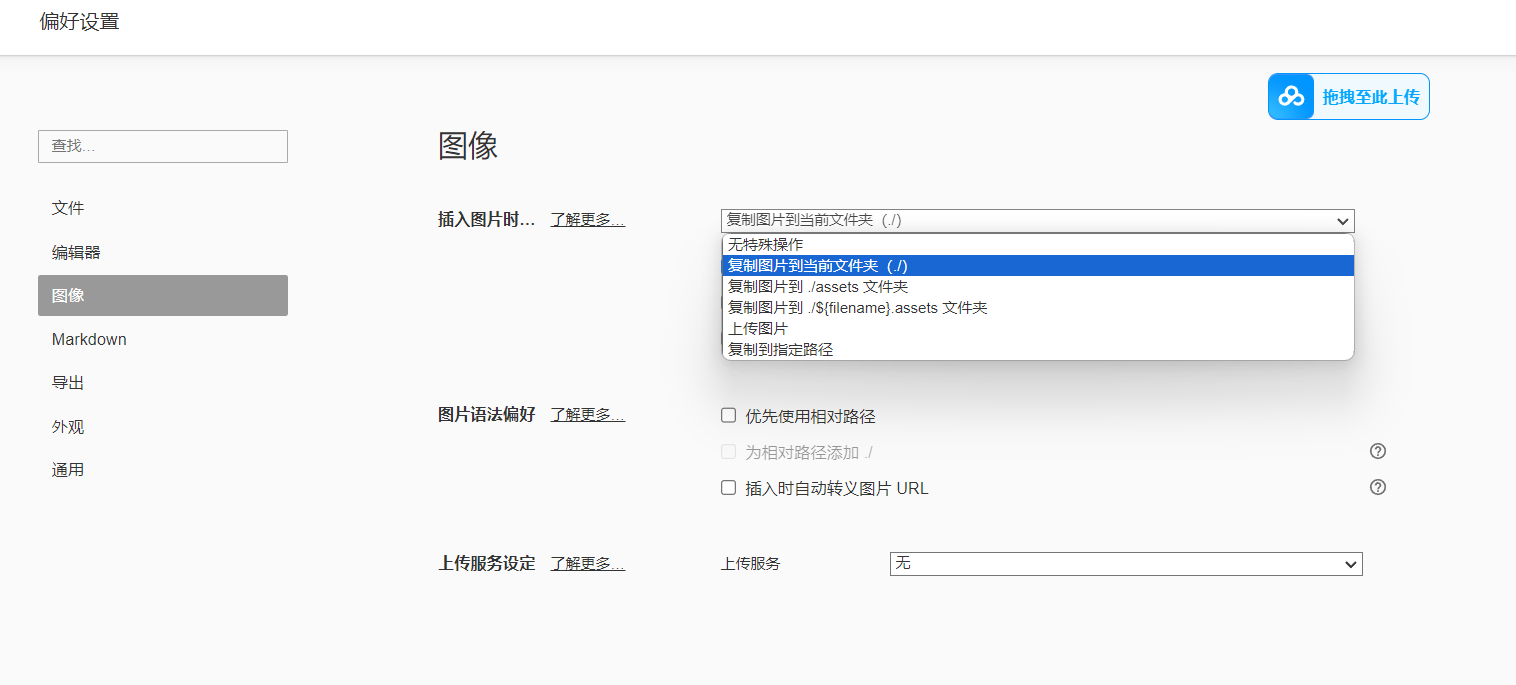 偏好设置
拖拽至此上传
查找...
文件
编辑器
图像
Markdown
导出
外观
通用
图像
插入图片时... 了解更多...
复制图片到当前文件夹 (./)
无特殊操作
复制图片到当前文件夹 (./)
复制图片到 ./assets 文件夹
复制图片到 ./${filename}.assets 文件夹
上传图片
复制到指定路径
图片语法偏好 了解更多...
优先使用相对路径
为相对路径添加 ./
插入时自动转义图片 URL
上传服务设定 了解更多...
上传服务 无